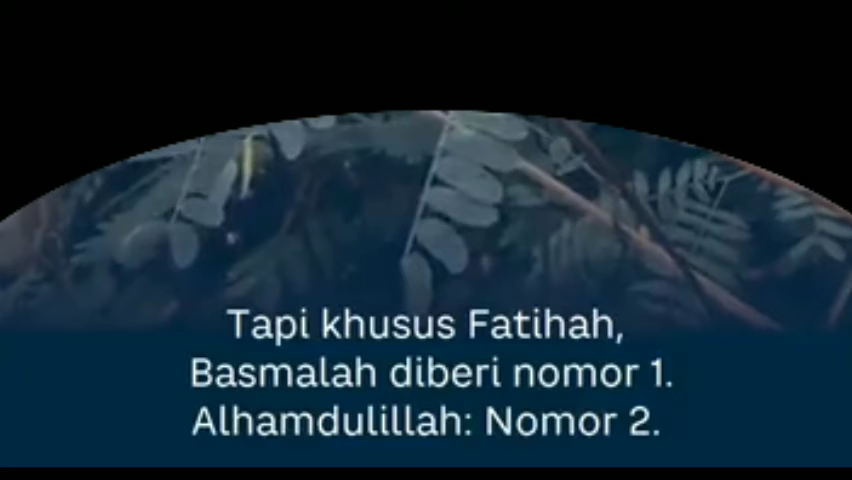 Tapi khusus Fatihah,
Basmalah diberi nomor 1.
Alhamdulillah: Nomor 2.